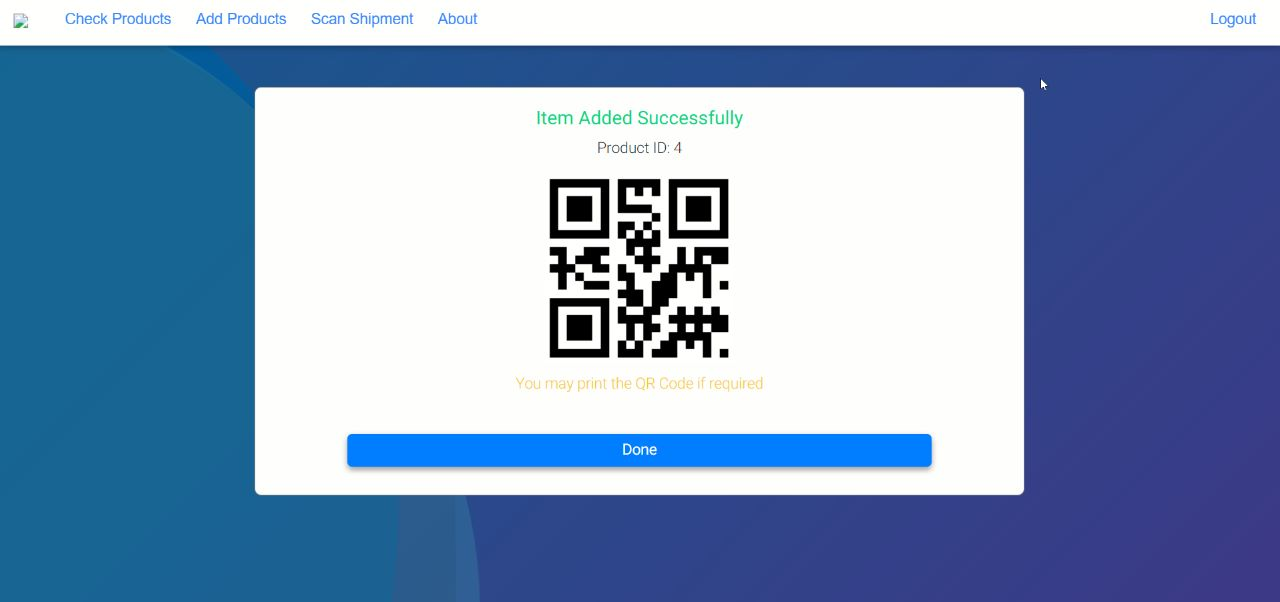 Check Products Add Products Scan Shipment About Logout
Item Added Successfully
Product ID: 4
You may print the QR Code if required
Done